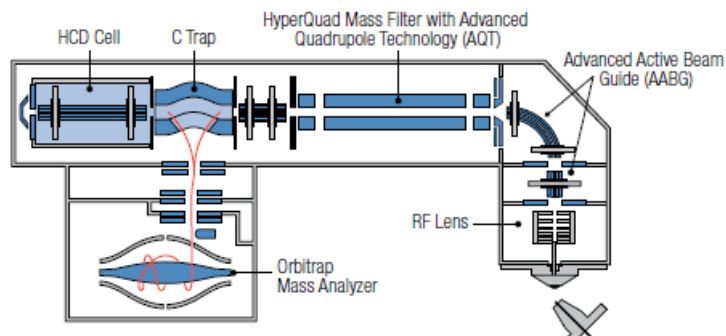 HCD Cell
C Trap
HyperQuad Mass Filter with Advanced
Quadrupole Technology (AQT)
Advanced Active Beam
Guide (AABG)
RF Lens
Orbitrap
Mass Analyzer